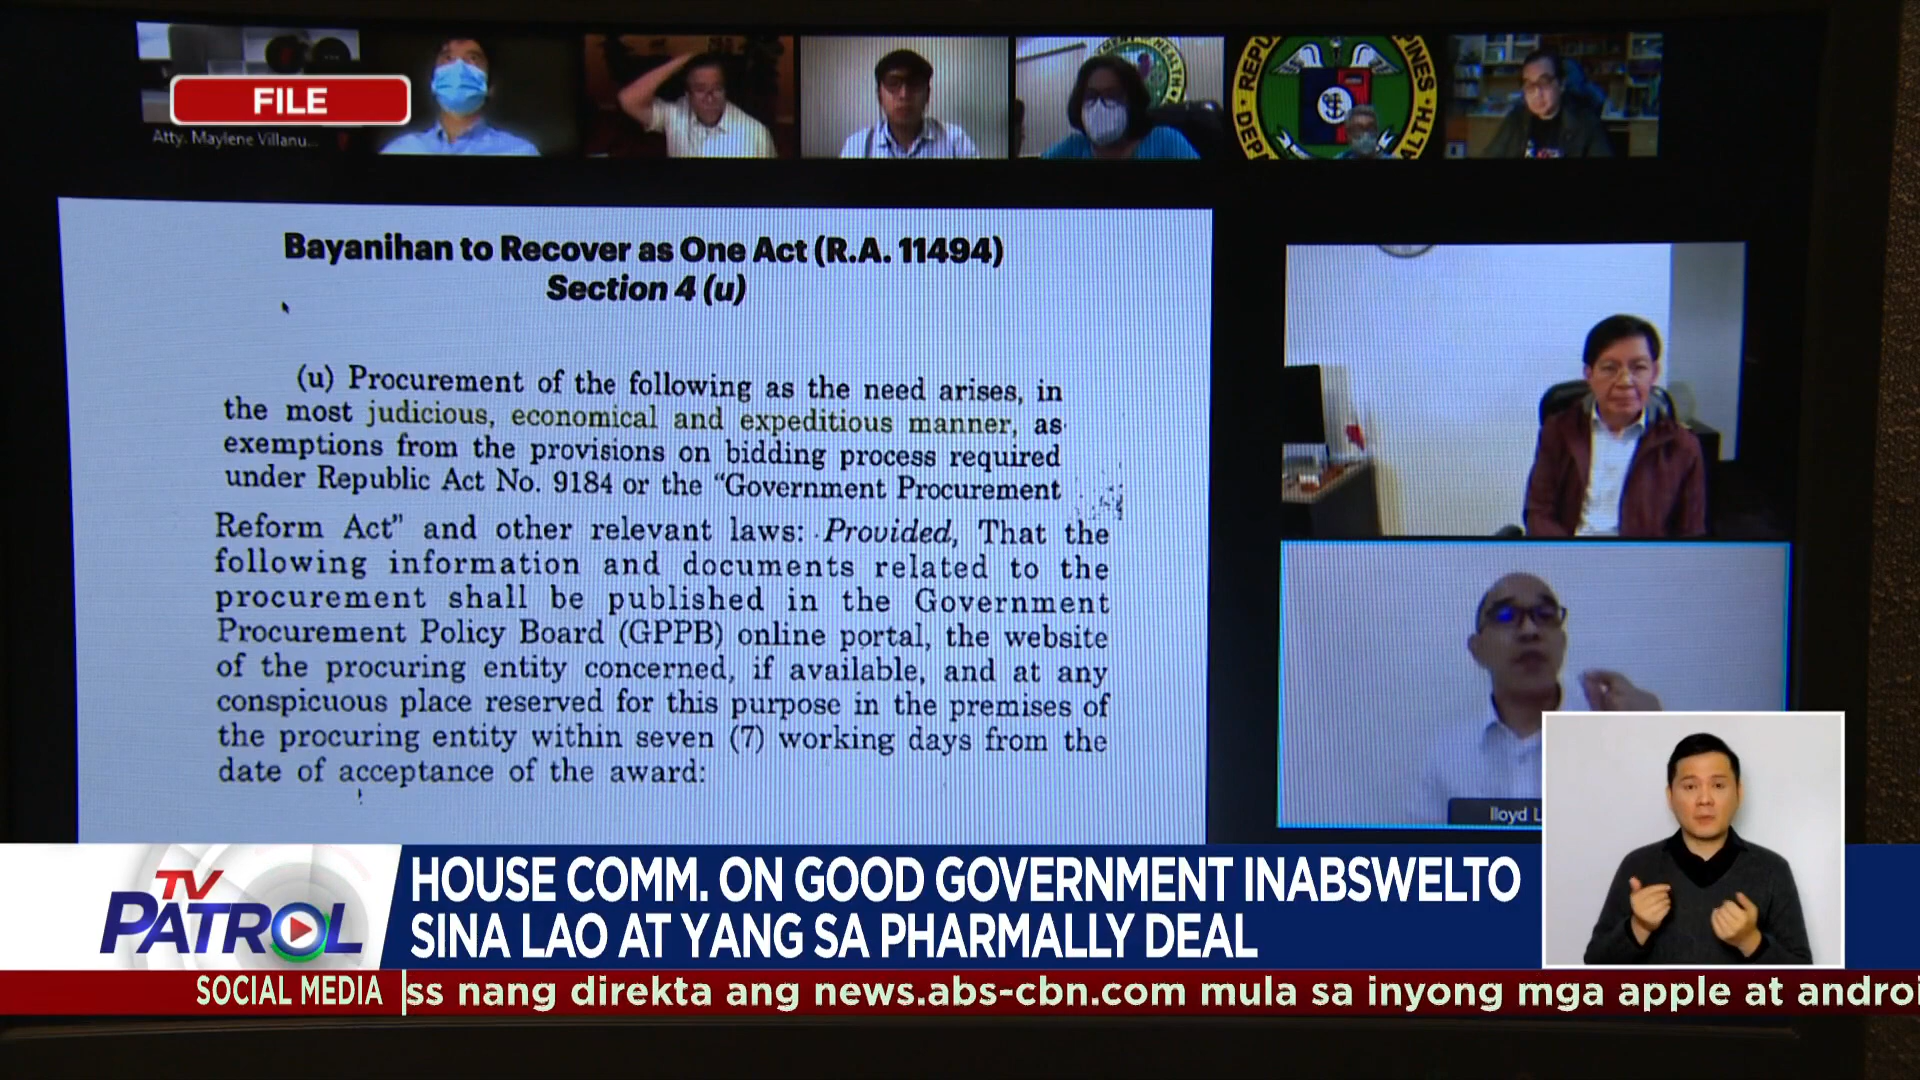 FILE
Atty. Maylene Villanu...
MENTAL HEALTH
Bayanihan to Recover as One Act (R.A. 11494)
Section 4 (u)
(u) Procurement of the following as the need arises, in
the most judicious, economical and expeditious manner, as
exemptions from the provisions on bidding process required
under Republic Act No. 9184 or the “Government Procurement
Reform Act” and other relevant laws: Provided, That the
following information and documents related to the
procurement shall be published in the Government
Procurement Policy Board (GPPB) online portal, the website
of the procuring entity concerned, if available, and at any
conspicuous place reserved for this purpose in the premises of
the procuring entity within seven (7) working days from the
date of acceptance of the award:
lloyd L
TV
PATROL
HOUSE COMM. ON GOOD GOVERNMENT INABSWELTO
SINA LAO AT YANG SA PHARMALLY DEAL
SOCIAL MEDIA
ss nang direkta ang news.abs-cbn.com mula sa inyong mga apple at androi